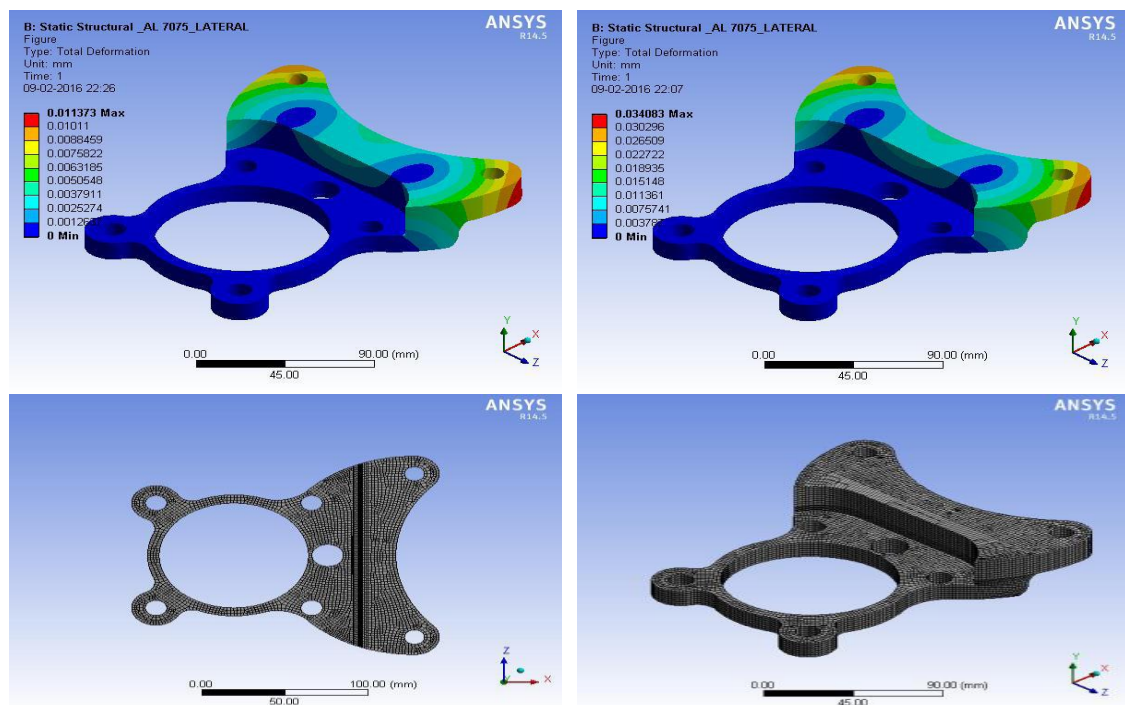 B: Static Structural _AL 7075_LATERAL
Figure
Type: Total Deformation
Unit: mm
Time: 1
09-02-2016 22:26
ANSYS
R14.5
0.011373 Max
0.01011
0.0088459
0.0075822
0.0063185
0.0050548
0.0037911
0.0025274
0 Min
0.00
90.00 (mm)
45.00
Y
X
Z
B: Static Structural _AL 7075_LATERAL
Figure
Type: Total Deformation
Unit: mm
Time: 1
09-02-2016 22:07
ANSYS
R14.5
0.034083 Max
0.030296
0.026509
0.022722
0.018935
0.015148
0.011361
0.0075741
0 Min
0.00
90.00 (mm)
45.00
Y
X
Z
ANSYS
R14.5
0.00
100.00 (mm)
50.00
Z
X
ANSYS
R14.5
0.00
90.00 (mm)
45.00
Y
X
Z